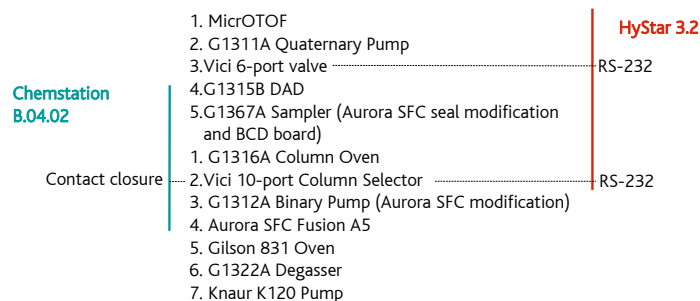 1. MicrOTOF
HyStar 3.2
2. G1311A Quaternary Pump
3.Vici 6-port valve
RS-232
Chemstation
B.04.02
4.G1315B DAD
5.G1367A Sampler (Aurora SFC seal modification
and BCD board)
1. G1316A Column Oven
Contact closure
2.Vici 10-port Column Selector
RS-232
3. G1312A Binary Pump (Aurora SFC modification)
4. Aurora SFC Fusion A5
5. Gilson 831 Oven
6. G1322A Degasser
7. Knaur K120 Pump